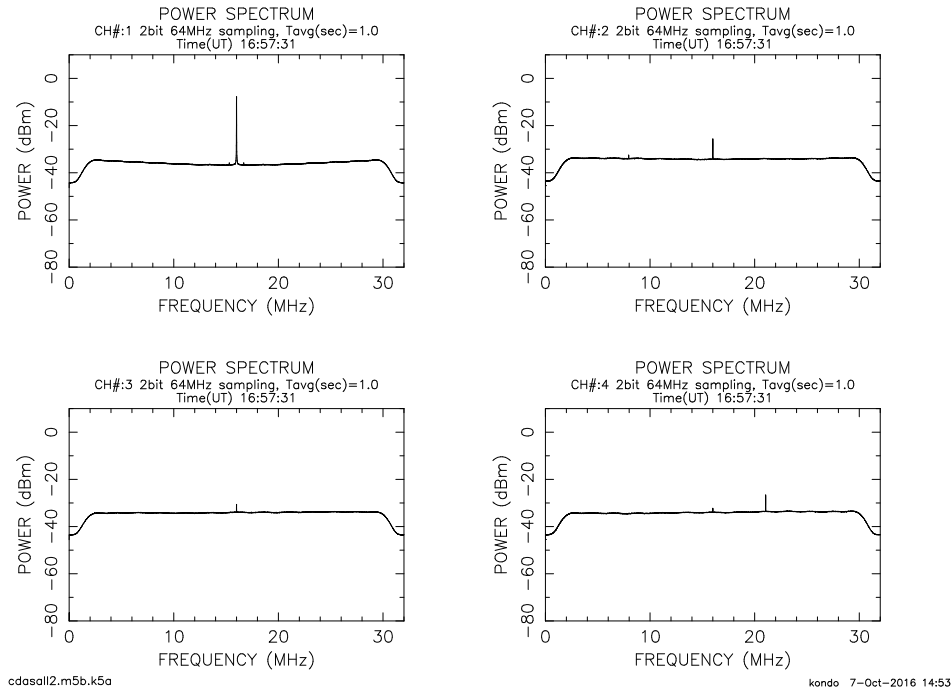 POWER SPECTRUM
CH#:1 2bit 64MHz sampling, Tavg(sec)=1.0
Time(UT) 16:57:31
POWER (dBm)
0
−20
−40
−60
−80
0 10 20 30
FREQUENCY (MHz)
POWER SPECTRUM
CH#:2 2bit 64MHz sampling, Tavg(sec)=1.0
Time(UT) 16:57:31
POWER (dBm)
0
−20
−40
−60
−80
0 10 20 30
FREQUENCY (MHz)
POWER SPECTRUM
CH#:3 2bit 64MHz sampling, Tavg(sec)=1.0
Time(UT) 16:57:31
POWER (dBm)
0
−20
−40
−60
−80
0 10 20 30
FREQUENCY (MHz)
POWER SPECTRUM
CH#:4 2bit 64MHz sampling, Tavg(sec)=1.0
Time(UT) 16:57:31
POWER (dBm)
0
−20
−40
−60
−80
0 10 20 30
FREQUENCY (MHz)
cdasall2.m5b.k5a
kondo 7-Oct-2016 14:53